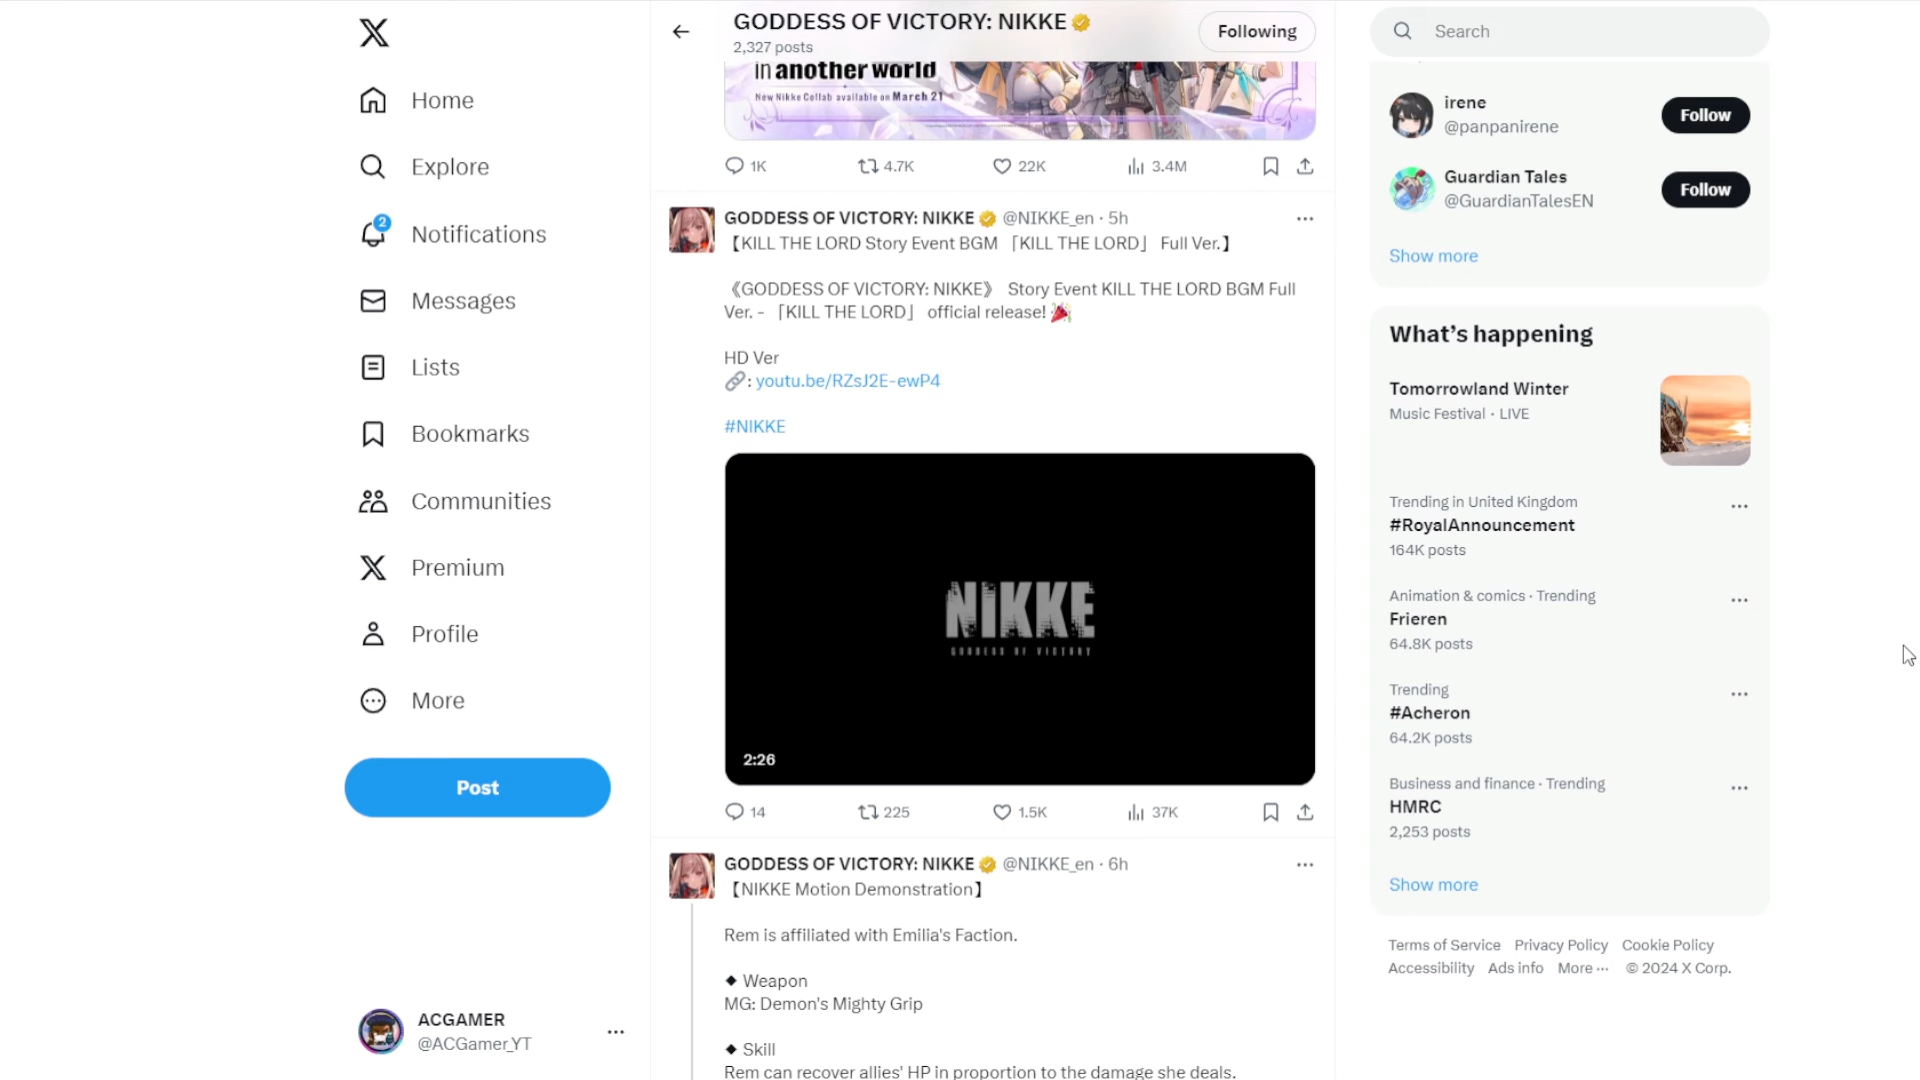 Home
Explore
2
Notifications
Messages
Lists
Bookmarks
Communities
Premium
Profile
More
Post
ACGAMER
@ACGamer_YT
GODDESS OF VICTORY: NIKKE
2,327 posts
Following
in another world
New Nikke Collab available on March 21
1K 4.7K 22K 3.4M
GODDESS OF VICTORY: NIKKE @NIKKE_en · 5h
【KILL THE LORD Story Event BGM 「KILL THE LORD」 Full Ver.】
《GODDESS OF VICTORY: NIKKE》 Story Event KILL THE LORD BGM Full
Ver. - 「KILL THE LORD」 official release! 🎉
HD Ver
🔗: youtu.be/RZsJ2E-ewP4
#NIKKE
NIKKE
GODDESS OF VICTORY
2:26
14 225 1.5K 37K
GODDESS OF VICTORY: NIKKE @NIKKE_en · 6h
【NIKKE Motion Demonstration】
Rem is affiliated with Emilia's Faction.
◆ Weapon
MG: Demon's Mighty Grip
◆ Skill
Rem can recover allies' HP in proportion to the damage she deals.
Search
irene
@panpanirene
Follow
Guardian Tales
@GuardianTalesEN
Follow
Show more
What's happening
Tomorrowland Winter
Music Festival · LIVE
Trending in United Kingdom
#RoyalAnnouncement
164K posts
Animation & comics · Trending
Frieren
64.8K posts
Trending
#Acheron
64.2K posts
Business and finance · Trending
HMRC
2,253 posts
Show more
Terms of Service Privacy Policy Cookie Policy
Accessibility Ads info More ··· © 2024 X Corp.